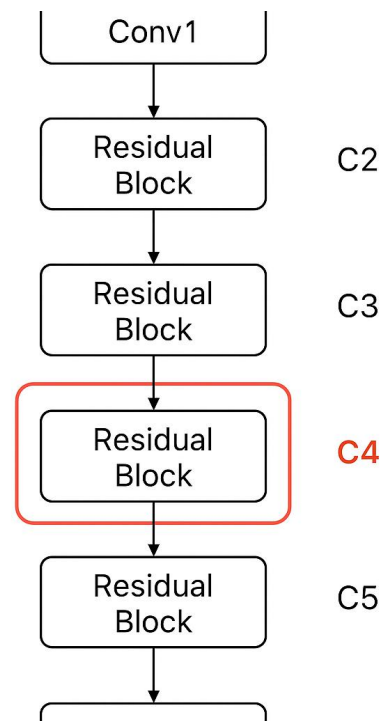 Conv1
Residual
Block
C2
Residual
Block
C3
Residual
Block
C4
Residual
Block
C5